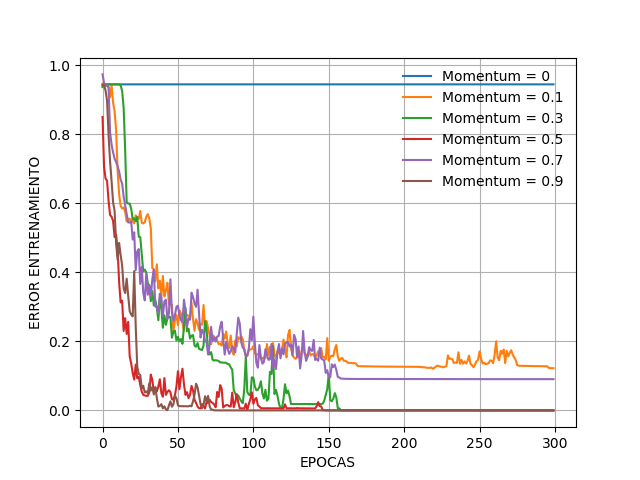 1.0
0.8
0.6
0.4
0.2
0.0
ERROR ENTRENAMIENTO
Momentum = 0
Momentum = 0.1
Momentum = 0.3
Momentum = 0.5
Momentum = 0.7
Momentum = 0.9
0 50 100 150 200 250 300
EPOCAS